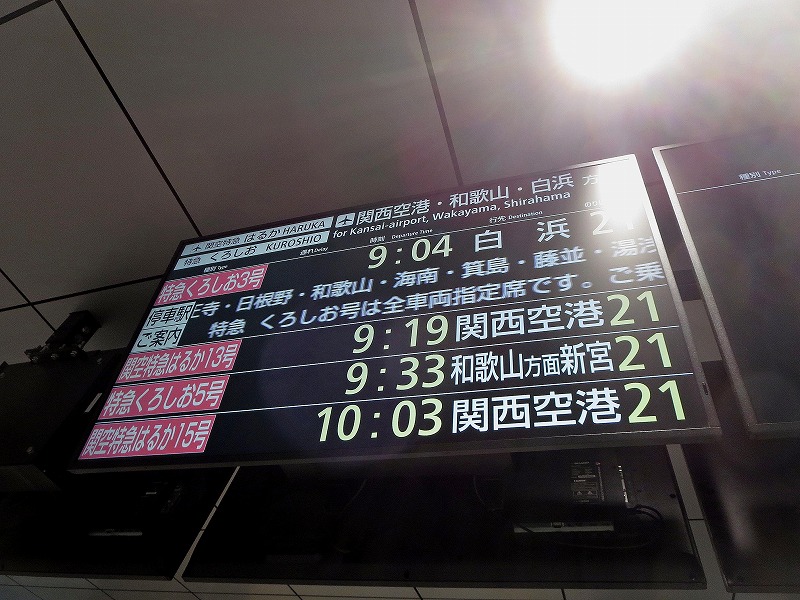 関空特急 はるか HARUKA 関西空港・和歌山・白浜 方
特急 くろしお KUROSHIO for Kansai-airport, Wakayama, Shirahama
種別 Type 遅れ Delay 時刻 Departure Time 行先 Destination
特急くろしお3号 9:04 白浜 21
停車駅 寺・日根野・和歌山・海南・箕島・藤並・湯浅
ご案内 特急 くろしお号は全車両指定席です。ご乗
関空特急はるか13号 9:19 関西空港 21
特急くろしお5号 9:33 和歌山方面新宮 21
関空特急はるか15号 10:03 関西空港 21
種別 Type